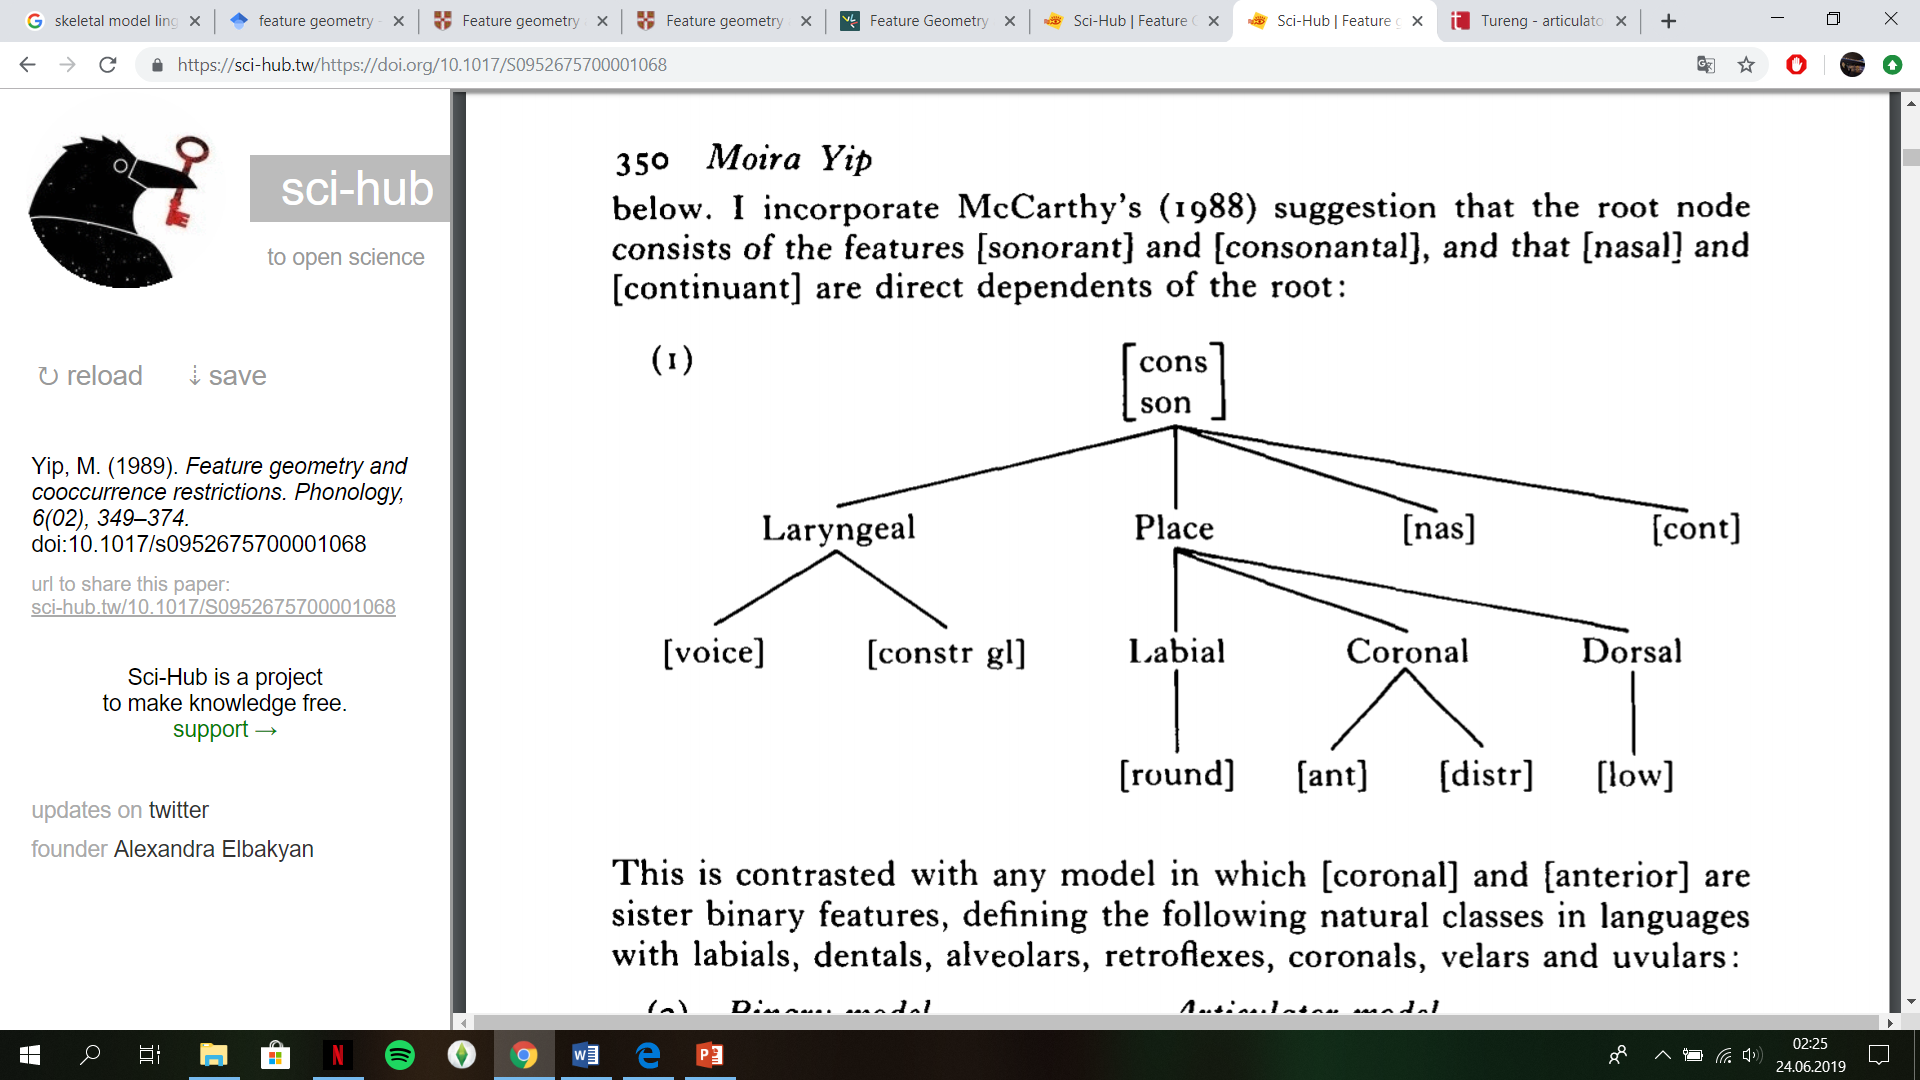 skeletal model ling
feature geometry -
Feature geometry
Feature geometry
Feature Geometry
Sci-Hub | Feature G
Sci-Hub | Feature g
Tureng - articulato
https://sci-hub.tw/https://doi.org/10.1017/S0952675700001068
sci-hub
to open science
↻ reload
⇣ save
Yip, M. (1989). Feature geometry and
cooccurrence restrictions. Phonology,
6(02), 349–374.
doi:10.1017/s0952675700001068
url to share this paper:
sci-hub.tw/10.1017/S0952675700001068
Sci-Hub is a project
to make knowledge free.
support →
updates on twitter
founder Alexandra Elbakyan
350 Moira Yip
below. I incorporate McCarthy's (1988) suggestion that the root node
consists of the features [sonorant] and [consonantal], and that [nasal] and
[continuant] are direct dependents of the root:
(1)
[cons
son]
Laryngeal Place [nas] [cont]
[voice] [constr gl] Labial Coronal Dorsal
[round] [ant] [distr] [low]
This is contrasted with any model in which [coronal] and [anterior] are
sister binary features, defining the following natural classes in languages
with labials, dentals, alveolars, retroflexes, coronals, velars and uvulars:
(2) Binary model Articulator model
02:25
24.06.2019